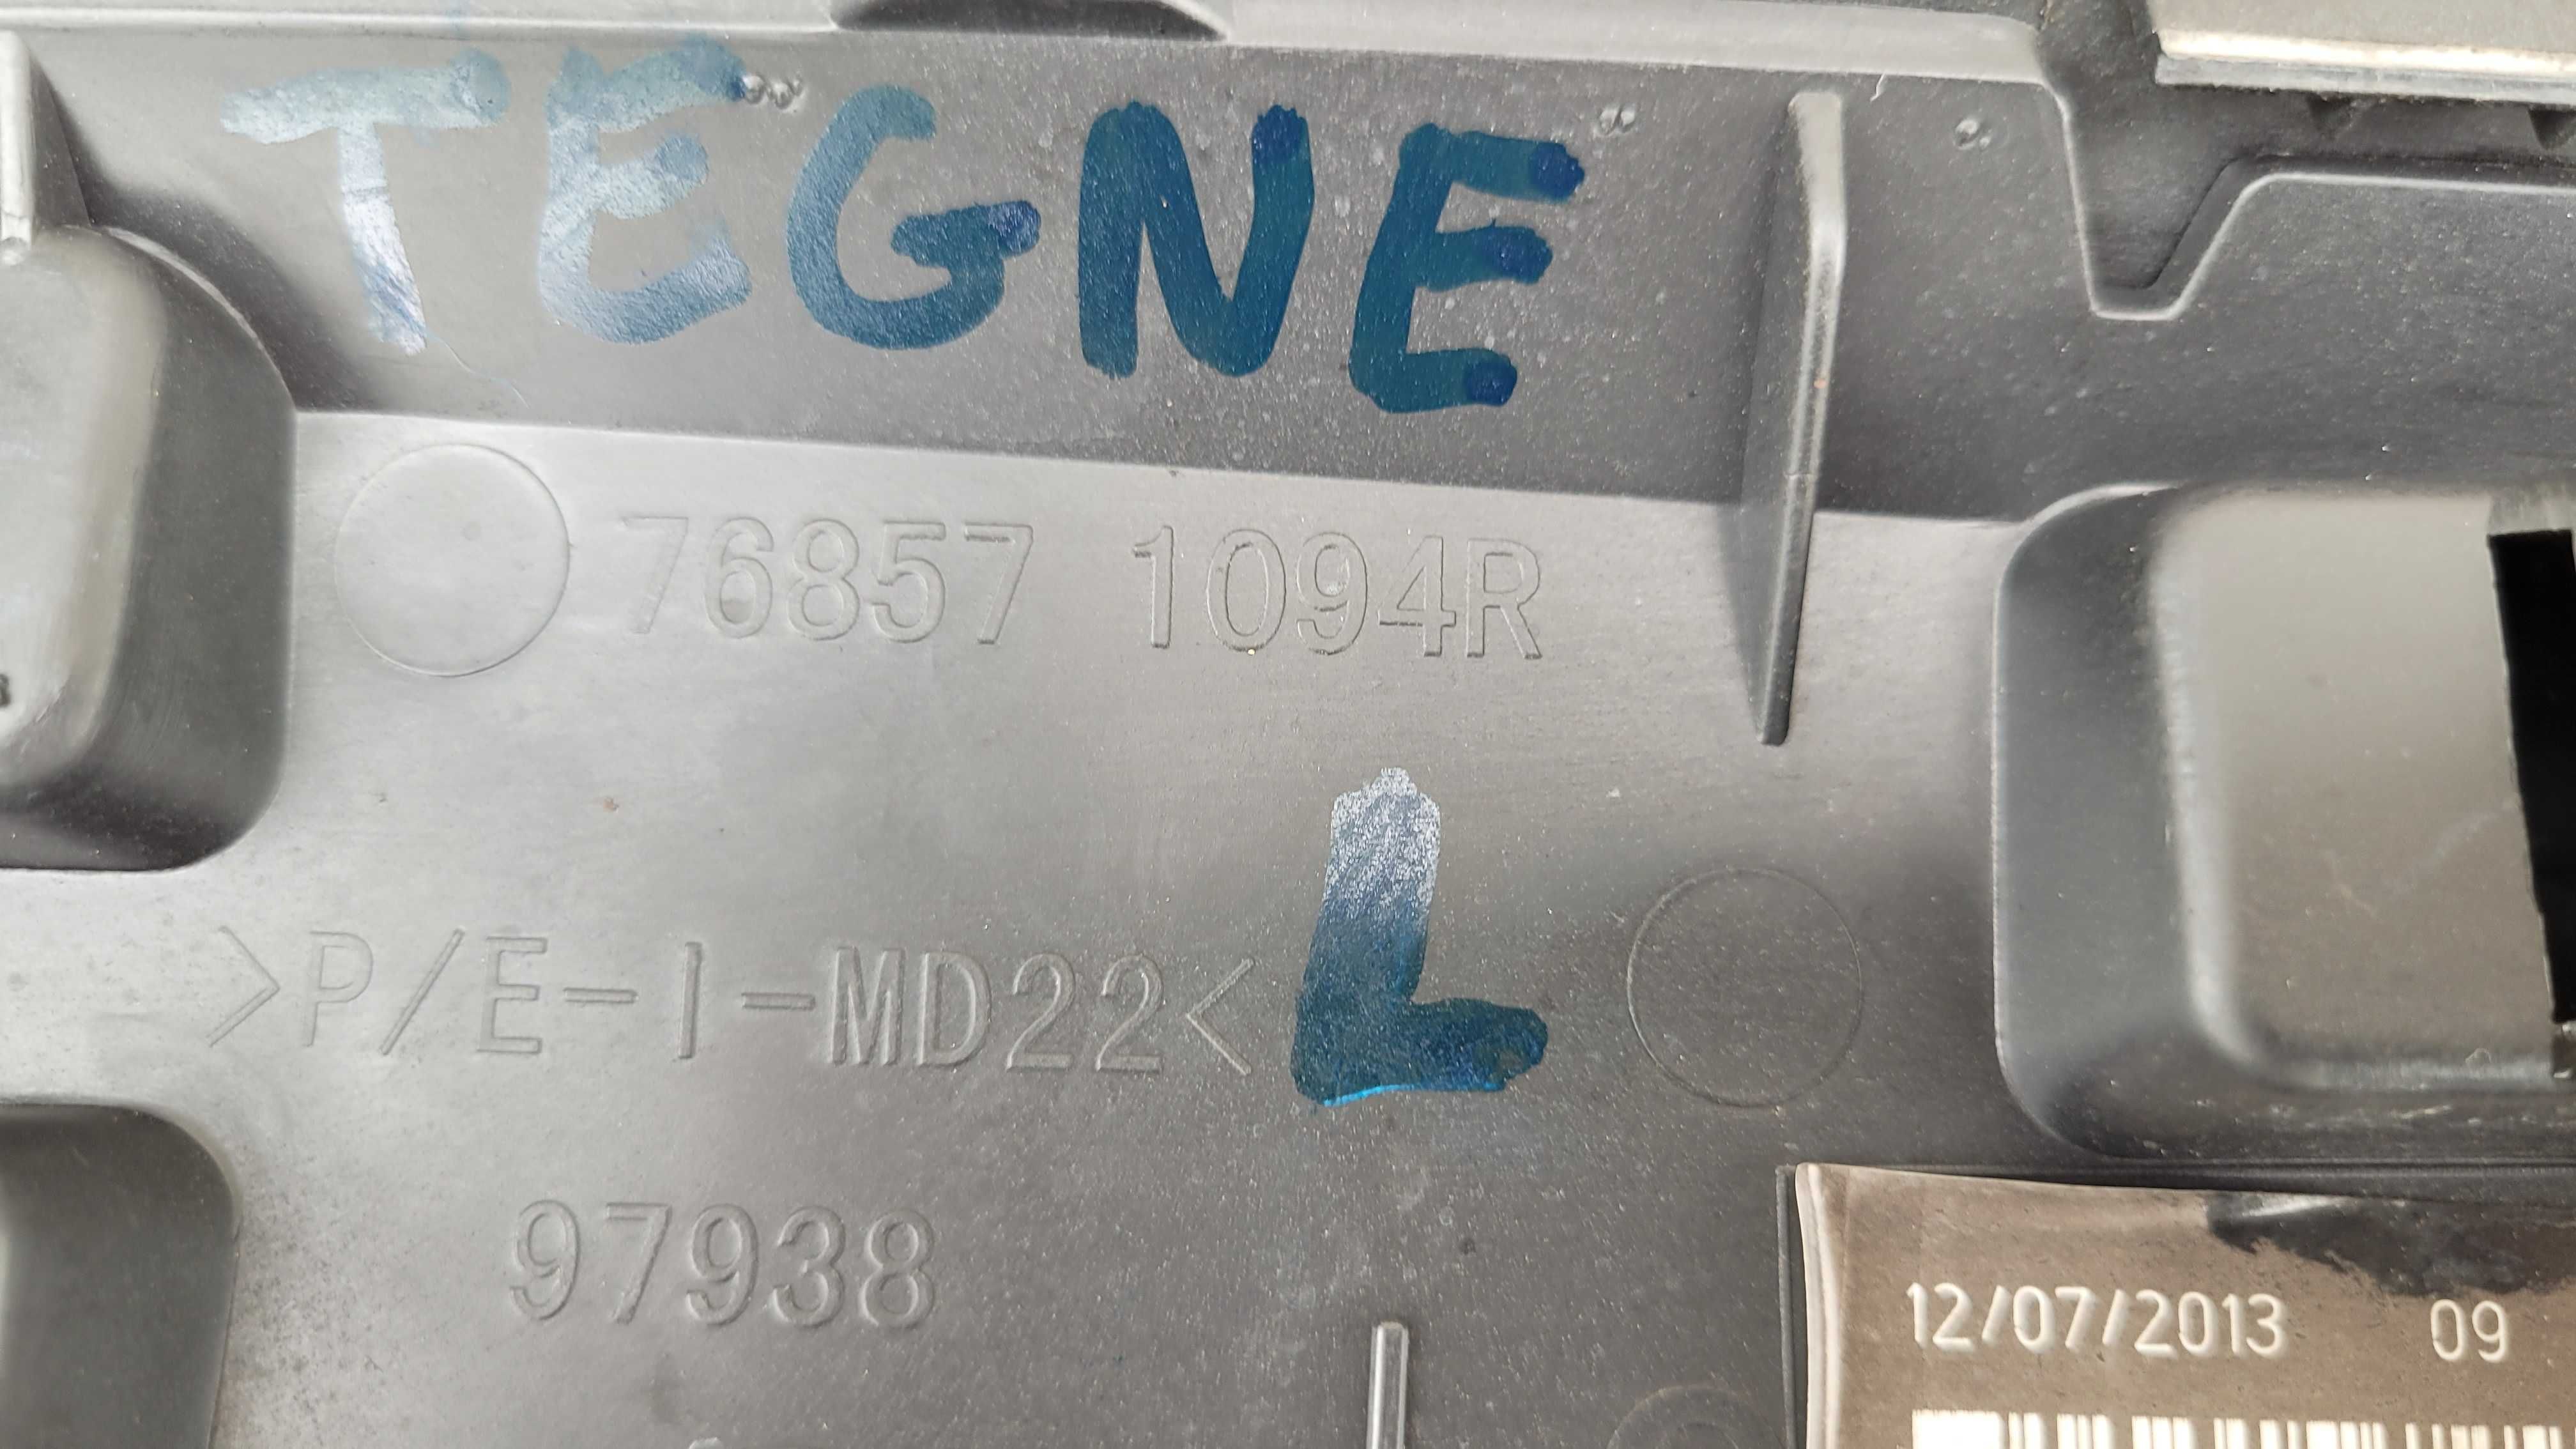 TEGNE
76857 1094R
>P/E-I-MD22<
L
97938
12/07/2013 09